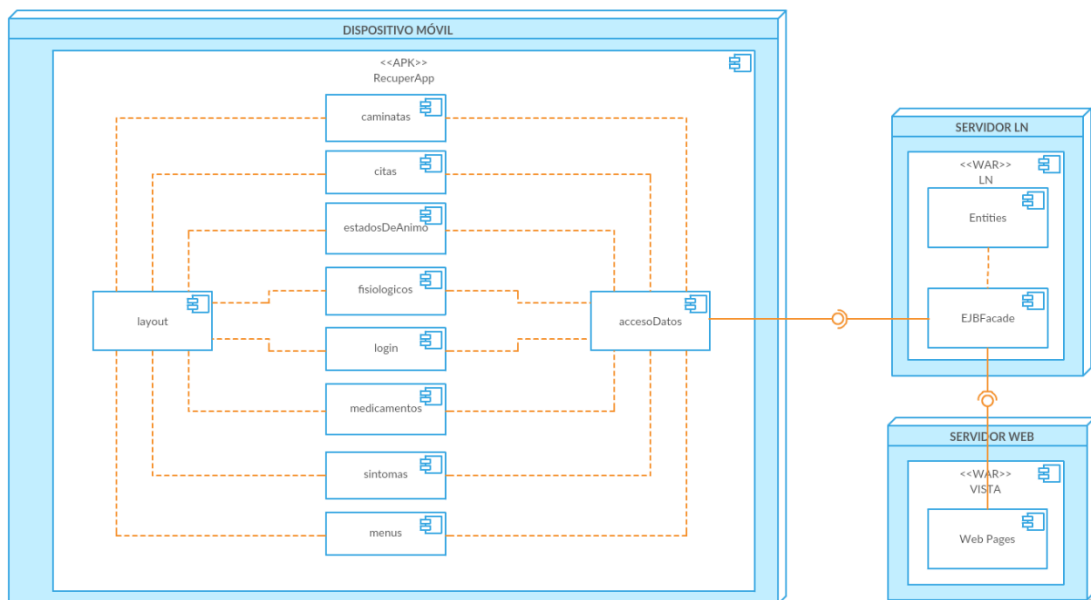 DISPOSITIVO MÓVIL
<<APK>>
RecuperApp
caminatas
citas
estadosDeAnimo
fisiologicos
login
medicamentos
sintomas
menus
layout
accesoDatos
SERVIDOR LN
<<WAR>>
LN
Entities
EJBFacade
SERVIDOR WEB
<<WAR>>
VISTA
Web Pages